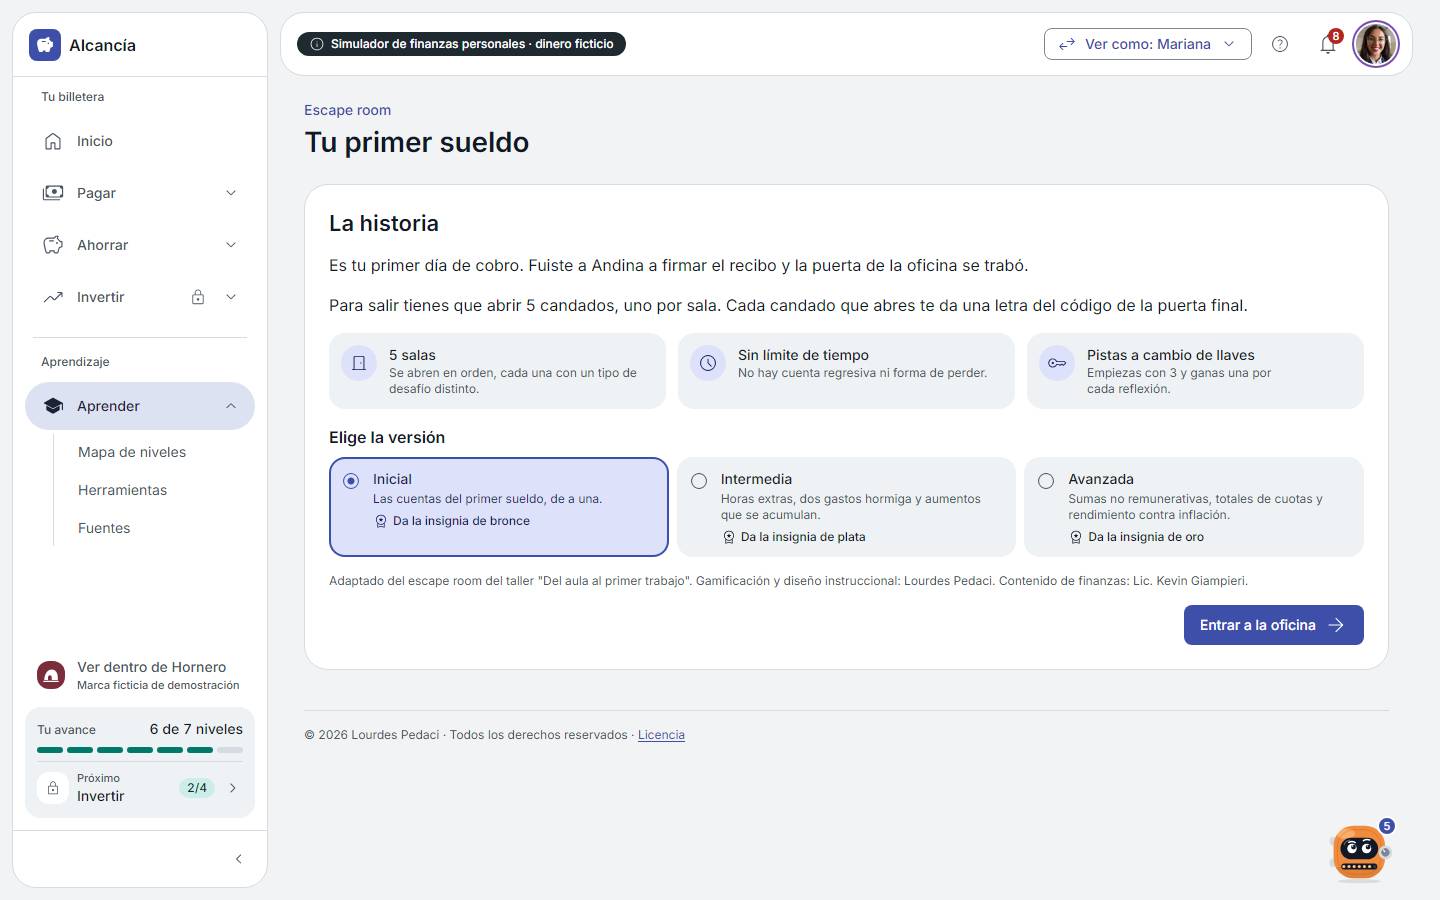 Alcancía
Tu billetera
Inicio
Pagar
Ahorrar
Invertir
Aprendizaje
Aprender
Mapa de niveles
Herramientas
Fuentes
Ver dentro de Hornero
Marca ficticia de demostración
Tu avance
6 de 7 niveles
Próximo
Invertir
2/4
Simulador de finanzas personales · dinero ficticio
Ver como: Mariana
8
Escape room
Tu primer sueldo
La historia
Es tu primer día de cobro. Fuiste a Andina a firmar el recibo y la puerta de la oficina se trabó.
Para salir tienes que abrir 5 candados, uno por sala. Cada candado que abres te da una letra del código de la puerta final.
5 salas
Se abren en orden, cada una con un tipo de
desafío distinto.
Sin límite de tiempo
No hay cuenta regresiva ni forma de perder.
Pistas a cambio de llaves
Empiezas con 3 y ganas una por
cada reflexión.
Elige la versión
Inicial
Las cuentas del primer sueldo, de a una.
Da la insignia de bronce
Intermedia
Horas extras, dos gastos hormiga y aumentos
que se acumulan.
Da la insignia de plata
Avanzada
Sumas no remunerativas, totales de cuotas y
rendimiento contra inflación.
Da la insignia de oro
Adaptado del escape room del taller "Del aula al primer trabajo". Gamificación y diseño instruccional: Lourdes Pedaci. Contenido de finanzas: Lic. Kevin Giampieri.
Entrar a la oficina
© 2026 Lourdes Pedaci · Todos los derechos reservados · Licencia
5